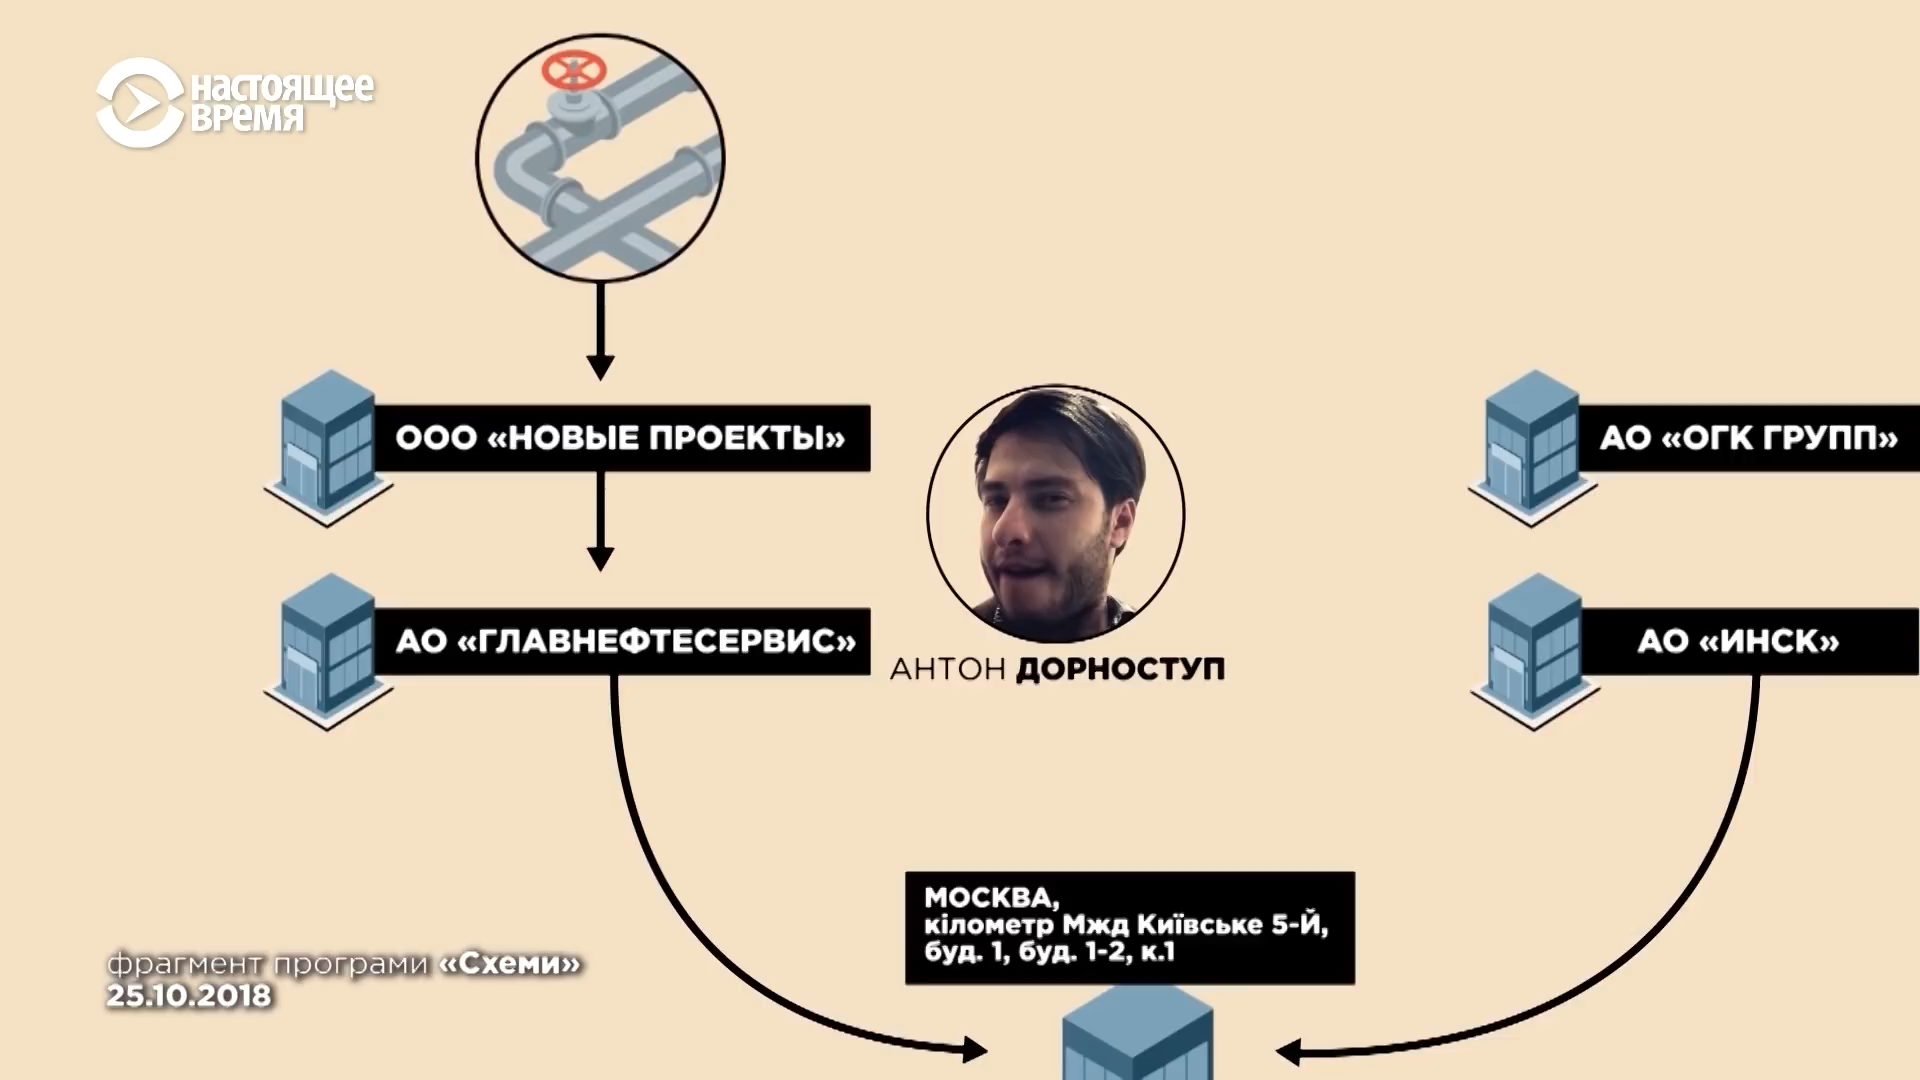 настоящее
время
ООО «НОВЫЕ ПРОЕКТЫ»
АО «ОГК ГРУПП»
АО «ГЛАВНЕФТЕСЕРВИС»
АНТОН ДОРНОСТУП
АО «ИНСК»
МОСКВА,
кілометр Мжд Київське 5-Й,
буд. 1, буд. 1-2, к.1
фрагмент програми «Схеми»
25.10.2018